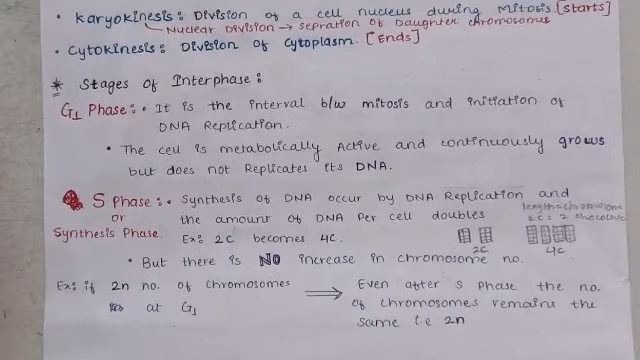 • Karyokinesis: Division of a cell nucleus during Mitosis [starts]
Nuclear Division → sepration of Daughter chromosomes
• Cytokinesis: Division of cytoplasm. [Ends]
* Stages of Interphase:
G1 Phase: • It is the interval b/w mitosis and initiation of
DNA Replication.
• The cell is metabolically Active and continuously grows
but does not Replicates its DNA.
S Phase: • Synthesis of DNA occur by DNA Replication and
or the amount of DNA Per cell doubles
length = chromosome
2C = 2 chocolate
Synthesis Phase. Ex: 2C becomes 4C.
2C 4C
• But there is NO increase in chromosome no.
Ex: if 2n no. of chromosomes ⟹ Even after S phase the no.
at G1 of chromosomes remains the
same i.e 2n